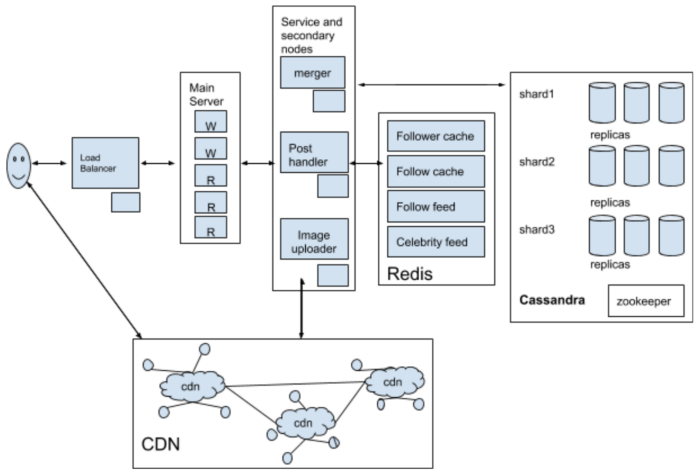 Service and
secondary
nodes
merger
Main
Server
W
W
R
R
R
Load
Balancer
Post
handler
Image
uploader
Follower cache
Follow cache
Follow feed
Celebrity feed
Redis
shard1
replicas
shard2
replicas
shard3
replicas
Cassandra
zookeeper
cdn
cdn
cdn
CDN